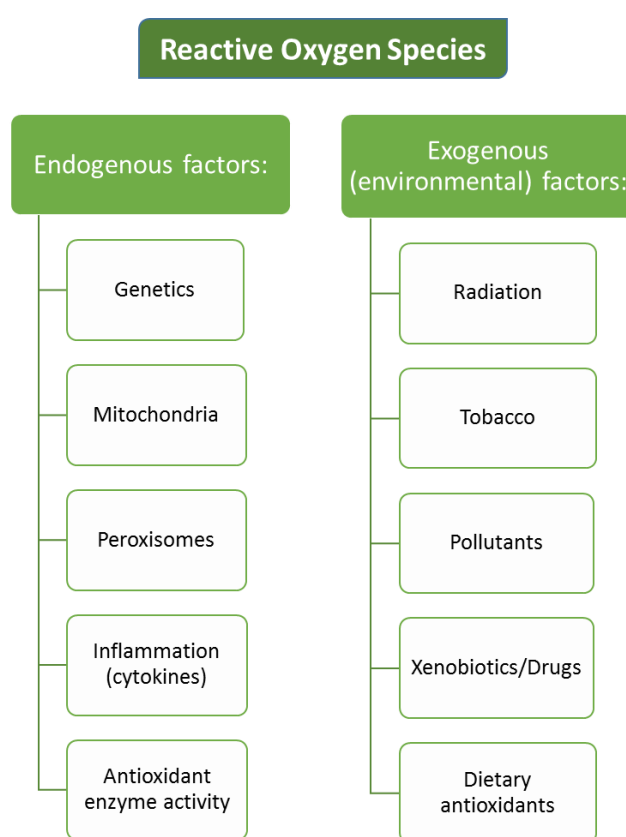 Reactive Oxygen Species
Endogenous factors:
Genetics
Mitochondria
Peroxisomes
Inflammation
(cytokines)
Antioxidant
enzyme activity
Exogenous
(environmental) factors:
Radiation
Tobacco
Pollutants
Xenobiotics/Drugs
Dietary
antioxidants